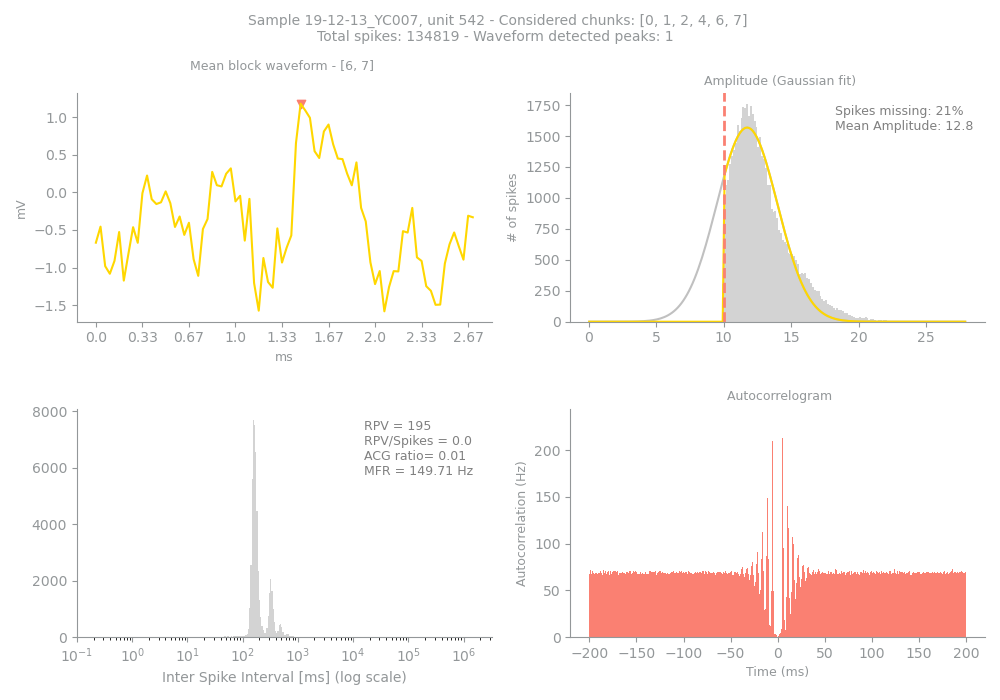 Sample 19-12-13_YC007, unit 542 - Considered chunks: [0, 1, 2, 4, 6, 7]
Total spikes: 134819 - Waveform detected peaks: 1
Mean block waveform - [6, 7]
1.0
0.5
0.0
−0.5
−1.0
−1.5
mV
0.0 0.33 0.67 1.0 1.33 1.67 2.0 2.33 2.67
ms
Amplitude (Gaussian fit)
Spikes missing: 21%
Mean Amplitude: 12.8
1750
1500
1250
1000
750
500
250
0
# of spikes
0 5 10 15 20 25
8000
6000
4000
2000
0
RPV = 195
RPV/Spikes = 0.0
ACG ratio= 0.01
MFR = 149.71 Hz
10⁻¹ 10⁰ 10¹ 10² 10³ 10⁴ 10⁵ 10⁶
Inter Spike Interval [ms] (log scale)
Autocorrelogram
200
150
100
50
0
Autocorrelation (Hz)
−200 −150 −100 −50 0 50 100 150 200
Time (ms)